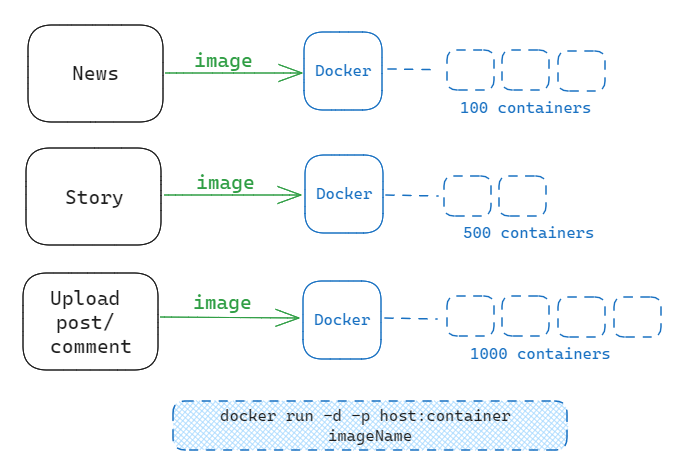 News
image
Docker
100 containers
Story
image
Docker
500 containers
Upload
post/
comment
image
Docker
1000 containers
docker run -d -p host:container
imageName